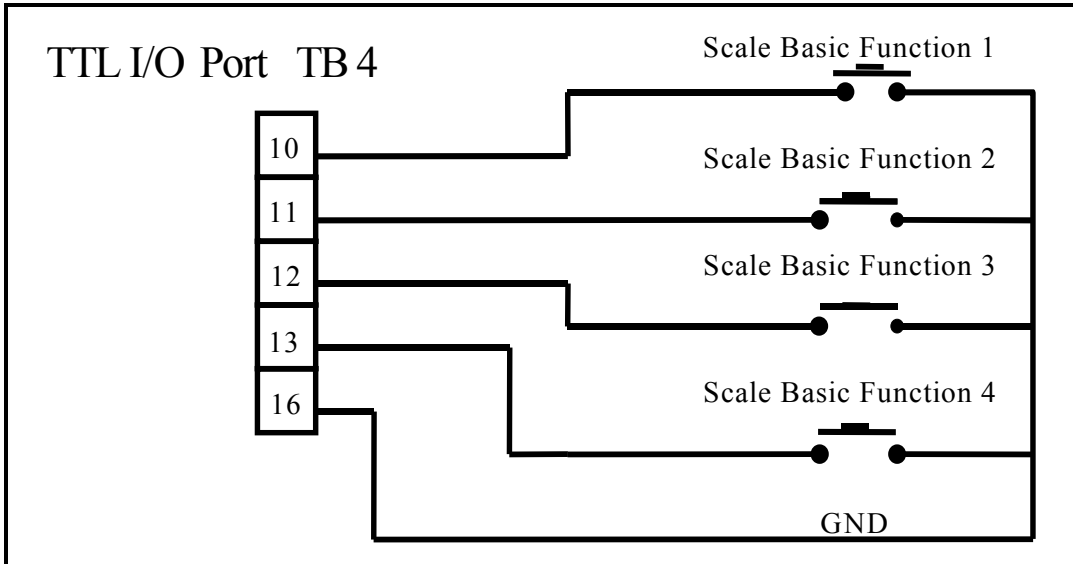 TTL I/O Port TB 4
Scale Basic Function 1
10
Scale Basic Function 2
11
Scale Basic Function 3
12
13
Scale Basic Function 4
16
GND